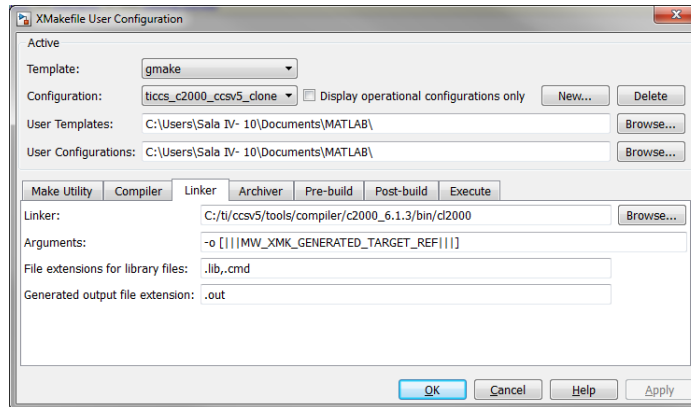 XMakefile User Configuration
Active
Template: gmake
Configuration: ticcs_c2000_ccsv5_clone Display operational configurations only New... Delete
User Templates: C:\Users\Sala IV- 10\Documents\MATLAB\ Browse...
User Configurations: C:\Users\Sala IV- 10\Documents\MATLAB\ Browse...
Make Utility Compiler Linker Archiver Pre-build Post-build Execute
Linker: C:/ti/ccsv5/tools/compiler/c2000_6.1.3/bin/cl2000 Browse...
Arguments: -o [|||MW_XMK_GENERATED_TARGET_REF|||]
File extensions for library files: .lib,.cmd
Generated output file extension: .out
OK Cancel Help Apply